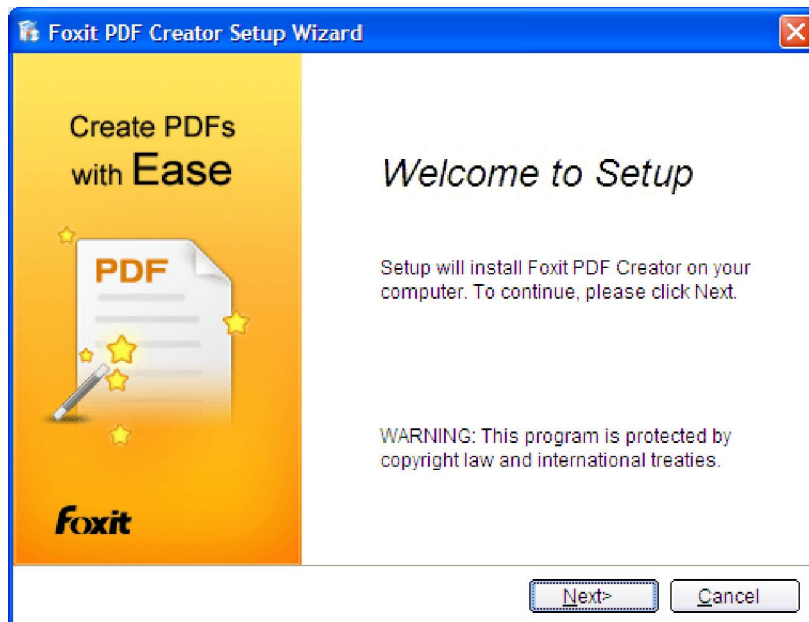 Foxit PDF Creator Setup Wizard
Create PDFs
with Ease
PDF
Foxit
Welcome to Setup
Setup will install Foxit PDF Creator on your
computer. To continue, please click Next.
WARNING: This program is protected by
copyright law and international treaties.
Next>
Cancel